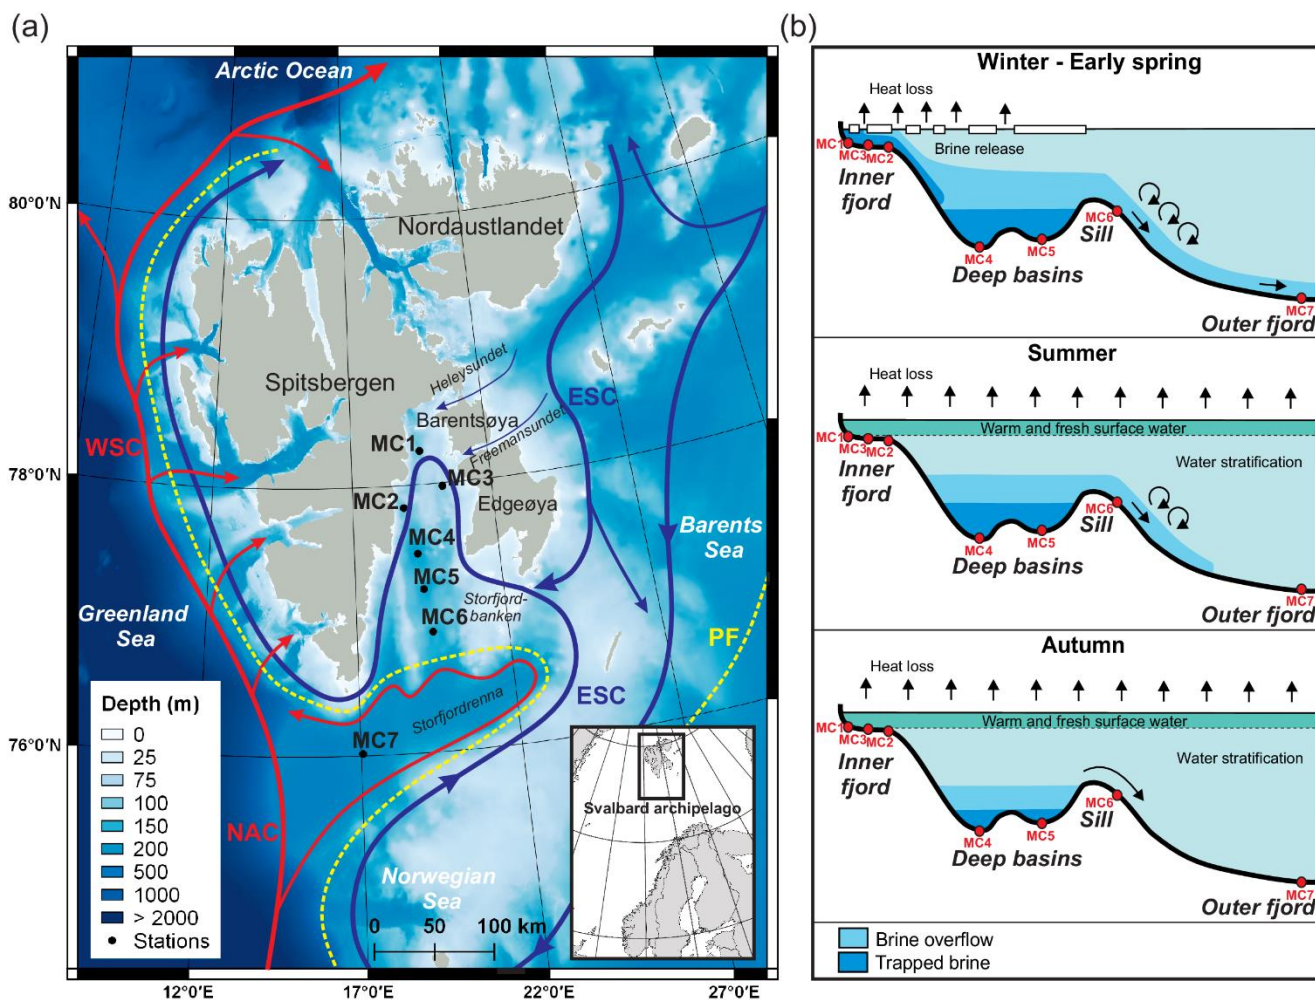 (a)
Arctic Ocean
80°0′N
Nordaustlandet
Spitsbergen
Heleysundet
ESC
Barentsøya
Freemansundet
WSC
MC1
78°0′N
MC3
MC2
Edgeøya
MC4
Barents
Sea
MC5
Storfjord-
banken
MC6
Greenland
Sea
PF
ESC
Storfjordrenna
Depth (m)
0
25
75
100
150
200
500
1000
> 2000
Stations
76°0′N
MC7
NAC
Svalbard archipelago
Norwegian
Sea
0 50 100 km
12°0′E 17°0′E 22°0′E 27°0′E
(b)
Winter - Early spring
Heat loss
Brine release
MC1
MC3
MC2
Inner
fjord
MC6
Sill
MC4
MC5
Deep basins
MC7
Outer fjord
Summer
Heat loss
Warm and fresh surface water
MC1
MC3
MC2
Water stratification
Inner
fjord
MC6
Sill
MC4
MC5
Deep basins
MC7
Outer fjord
Autumn
Heat loss
Warm and fresh surface water
MC1
MC3
MC2
Water stratification
Inner
fjord
MC6
Sill
MC4
MC5
Deep basins
MC7
Outer fjord
Brine overflow
Trapped brine